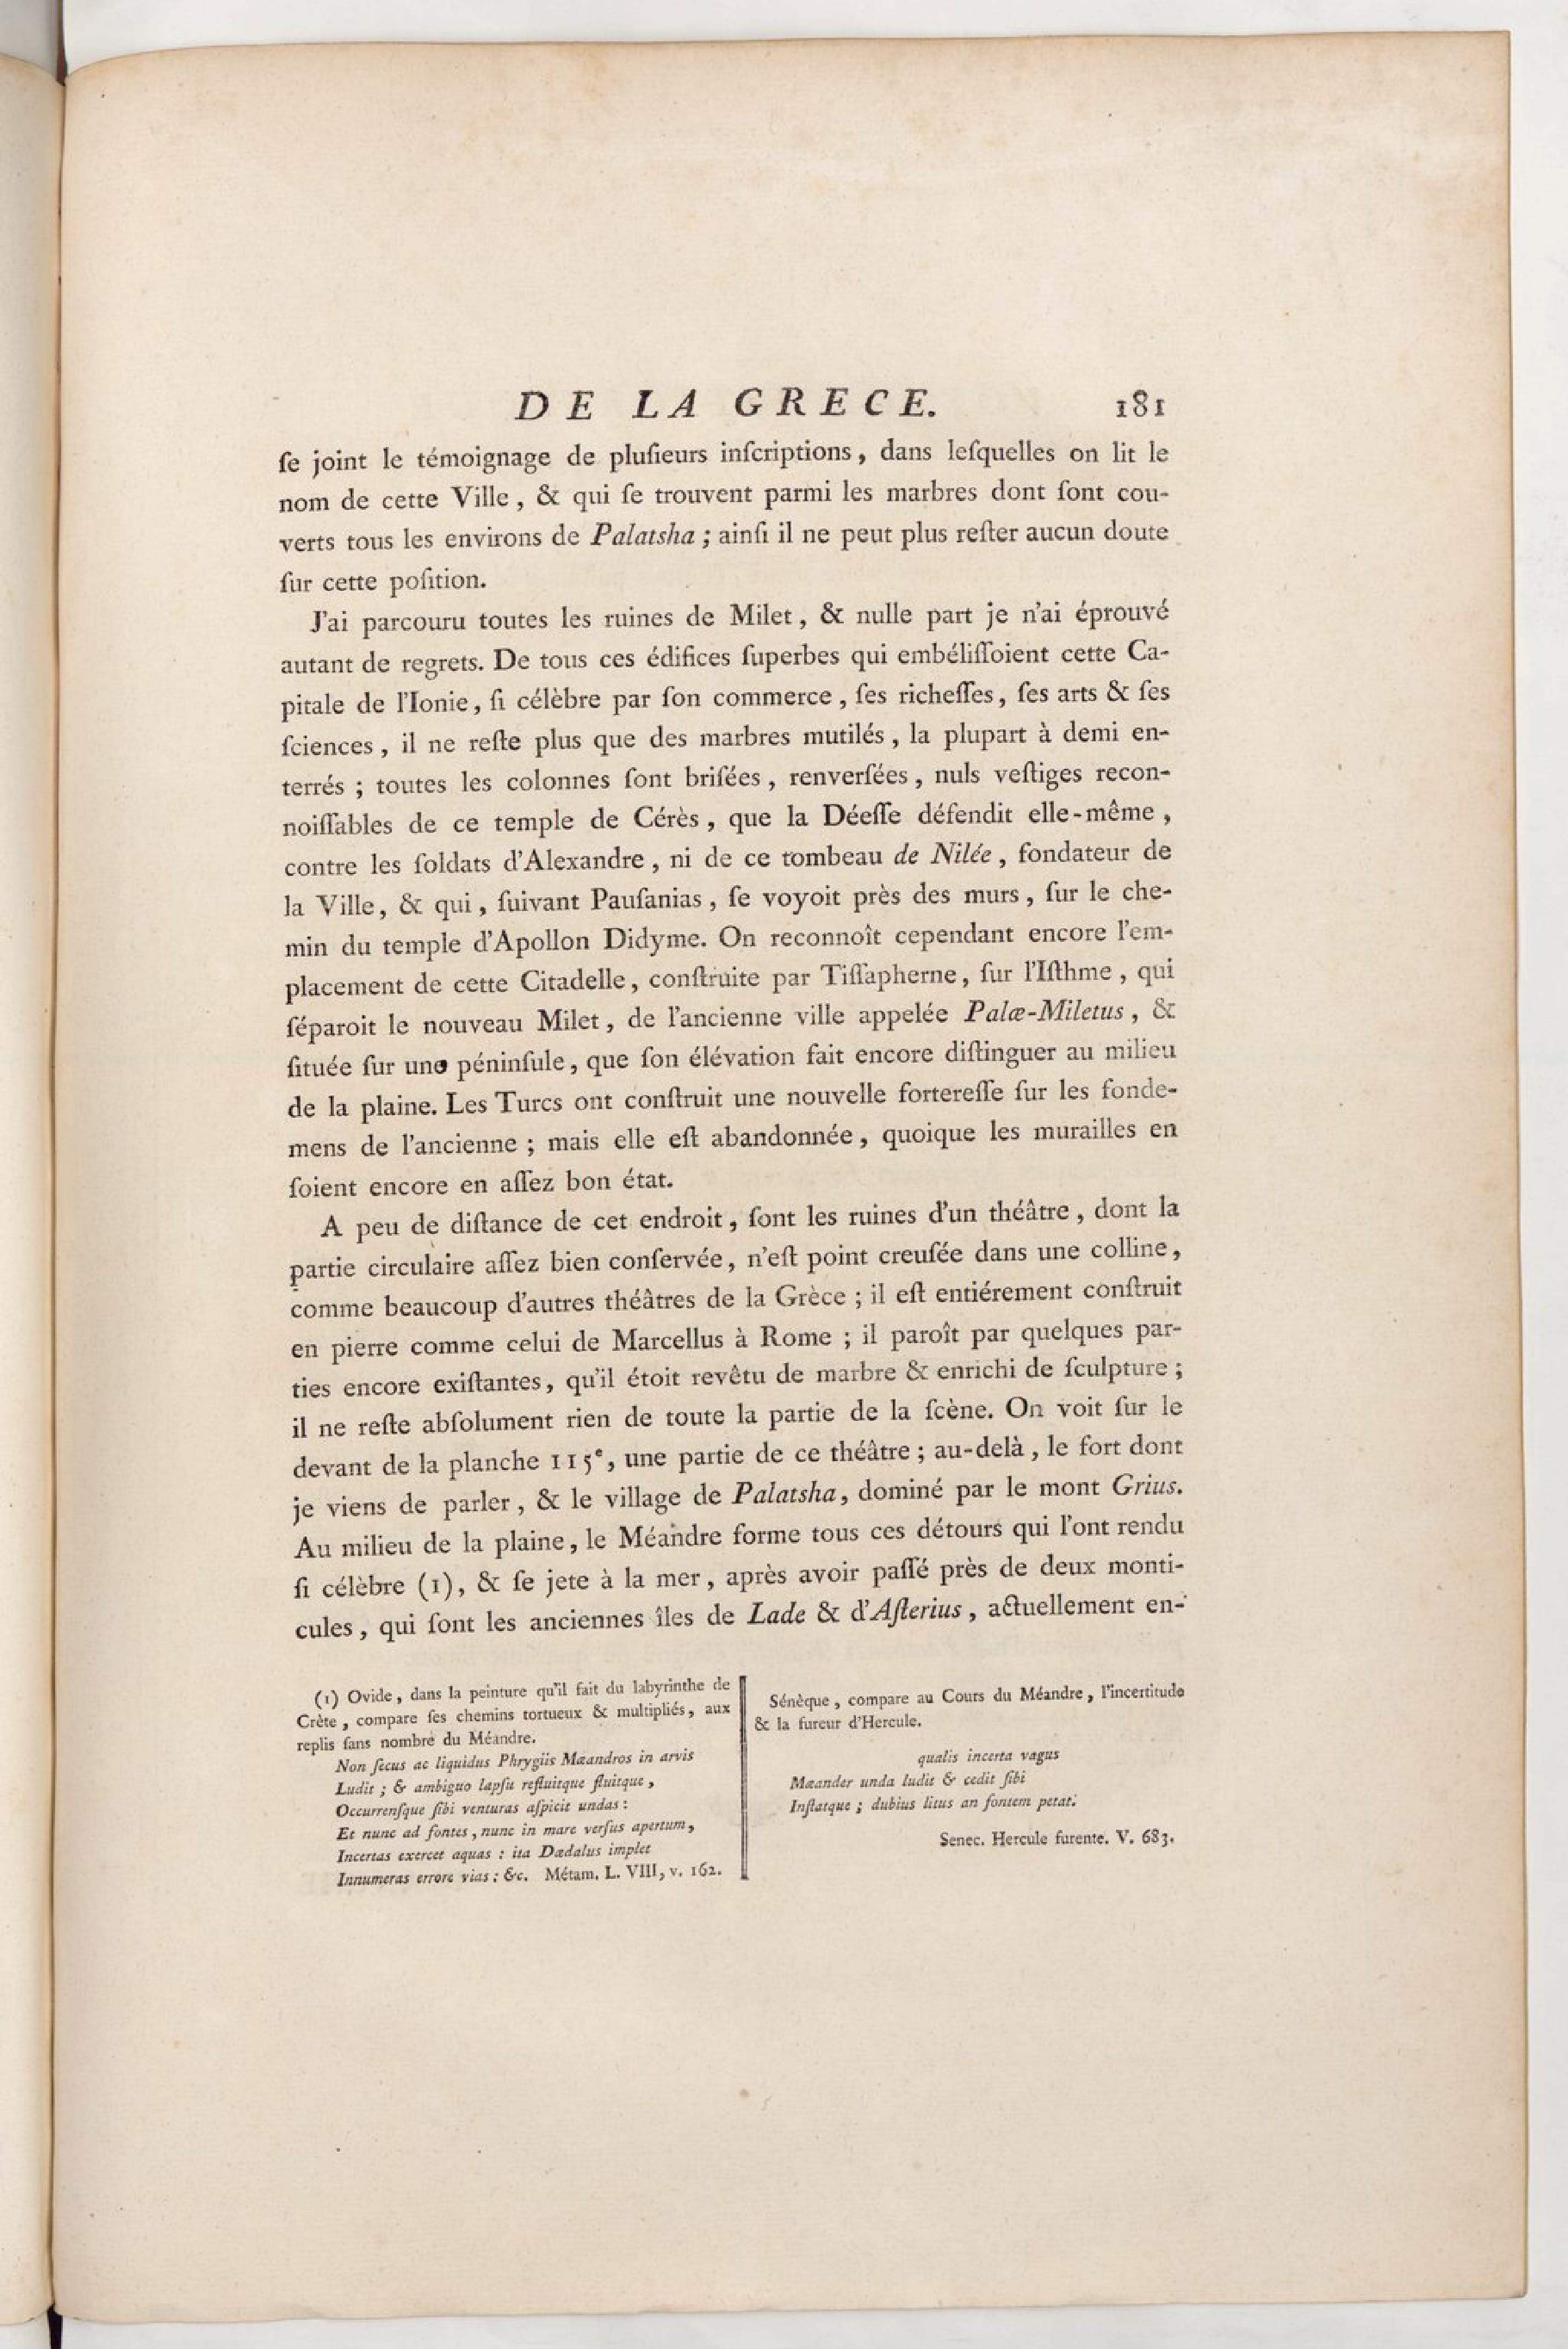 DE LA GRECE. 181
ſe joint le témoignage de pluſieurs inſcriptions, dans leſquelles on lit le
nom de cette Ville, & qui ſe trouvent parmi les marbres dont ſont cou-
verts tous les environs de Palatsha ; ainſi il ne peut plus reſter aucun doute
ſur cette poſition.
J'ai parcouru toutes les ruines de Milet, & nulle part je n'ai éprouvé
autant de regrets. De tous ces édifices ſuperbes qui embéliſſoient cette Ca-
pitale de l'Ionie, ſi célèbre par ſon commerce, ſes richeſſes, ſes arts & ſes
ſciences, il ne reſte plus que des marbres mutilés, la plupart à demi en-
terrés ; toutes les colonnes ſont briſées, renverſées, nuls veſtiges recon-
noiſſables de ce temple de Cérès, que la Déeſſe défendit elle-même,
contre les ſoldats d'Alexandre, ni de ce tombeau de Nilée, fondateur de
la Ville, & qui, ſuivant Pauſanias, ſe voyoit près des murs, ſur le che-
min du temple d'Apollon Didyme. On reconnoît cependant encore l'em-
placement de cette Citadelle, conſtruite par Tiſſapherne, ſur l'Iſthme, qui
ſéparoit le nouveau Milet, de l'ancienne ville appelée Palæ-Miletus, &
ſituée ſur une péninſule, que ſon élévation fait encore diſtinguer au milieu
de la plaine. Les Turcs ont conſtruit une nouvelle fortereſſe ſur les fonde-
mens de l'ancienne ; mais elle eſt abandonnée, quoique les murailles en
ſoient encore en aſſez bon état.
A peu de diſtance de cet endroit, ſont les ruines d'un théâtre, dont la
partie circulaire aſſez bien conſervée, n'eſt point creuſée dans une colline,
comme beaucoup d'autres théâtres de la Grèce ; il eſt entiérement conſtruit
en pierre comme celui de Marcellus à Rome ; il paroît par quelques par-
ties encore exiſtantes, qu'il étoit revêtu de marbre & enrichi de ſculpture ;
il ne reſte abſolument rien de toute la partie de la ſcène. On voit ſur le
devant de la planche 115e, une partie de ce théâtre ; au-delà, le fort dont
je viens de parler, & le village de Palatsha, dominé par le mont Grius.
Au milieu de la plaine, le Méandre forme tous ces détours qui l'ont rendu
ſi célèbre (1), & ſe jete à la mer, après avoir paſſé près de deux monti-
cules, qui ſont les anciennes îles de Lade & d'Aſterius, actuellement en-
(1) Ovide, dans la peinture qu'il fait du labyrinthe de
Crète, compare ſes chemins tortueux & multipliés, aux
replis ſans nombre du Méandre.
Non ſecus ac liquidus Phrygiis Mæandros in arvis
Ludit ; & ambiguo lapſu refluitque fluitque,
Occurrenſque ſibi venturas aſpicit undas :
Et nunc ad fontes, nunc in mare verſus apertum,
Incertas exercet aquas : ita Dædalus implet
Innumeras errore vias : &c. Métam. L. VIII, v. 162.
Sénèque, compare au Cours du Méandre, l'incertitude
& la fureur d'Hercule.
qualis incerta vagus
Mæander unda ludit & cedit ſibi
Inſtatque ; dubius litus an fontem petat.
Senec. Hercule furente. V. 683.